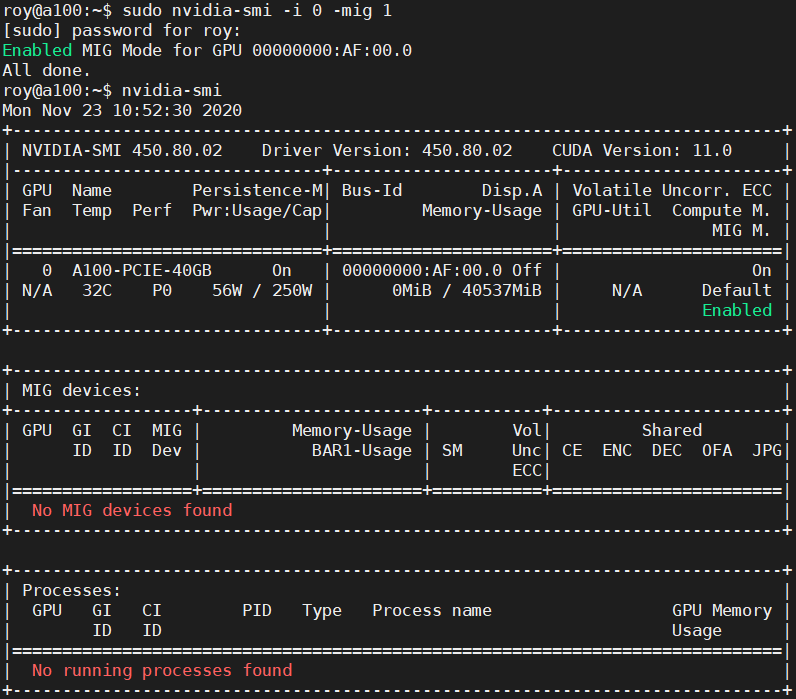 roy@a100:~$ sudo nvidia-smi -i 0 -mig 1
[sudo] password for roy:
Enabled MIG Mode for GPU 00000000:AF:00.0
All done.
roy@a100:~$ nvidia-smi
Mon Nov 23 10:52:30 2020
+-----------------------------------------------------------------------------+
| NVIDIA-SMI 450.80.02    Driver Version: 450.80.02    CUDA Version: 11.0     |
|-------------------------------+----------------------+----------------------+
| GPU  Name        Persistence-M| Bus-Id        Disp.A | Volatile Uncorr. ECC |
| Fan  Temp  Perf  Pwr:Usage/Cap|         Memory-Usage | GPU-Util  Compute M. |
|                               |                      |               MIG M. |
|===============================+======================+======================|
|   0  A100-PCIE-40GB      On   | 00000000:AF:00.0 Off |                   On |
| N/A   32C    P0    56W / 250W |      0MiB / 40537MiB |     N/A      Default |
|                               |                      |              Enabled |
+-------------------------------+----------------------+----------------------+

+-----------------------------------------------------------------------------+
| MIG devices:                                                                |
+------------------+----------------------+-----------+-----------------------+
| GPU  GI  CI  MIG |         Memory-Usage |        Vol|         Shared        |
|      ID  ID  Dev |           BAR1-Usage | SM     Unc| CE  ENC  DEC  OFA  JPG|
|                  |                      |        ECC|                       |
|==================+======================+===========+=======================|
|  No MIG devices found                                                       |
+-----------------------------------------------------------------------------+

+-----------------------------------------------------------------------------+
| Processes:                                                                  |
|  GPU   GI   CI        PID   Type   Process name                  GPU Memory |
|        ID   ID                                                   Usage      |
|=============================================================================|
|  No running processes found                                                 |
+-----------------------------------------------------------------------------+